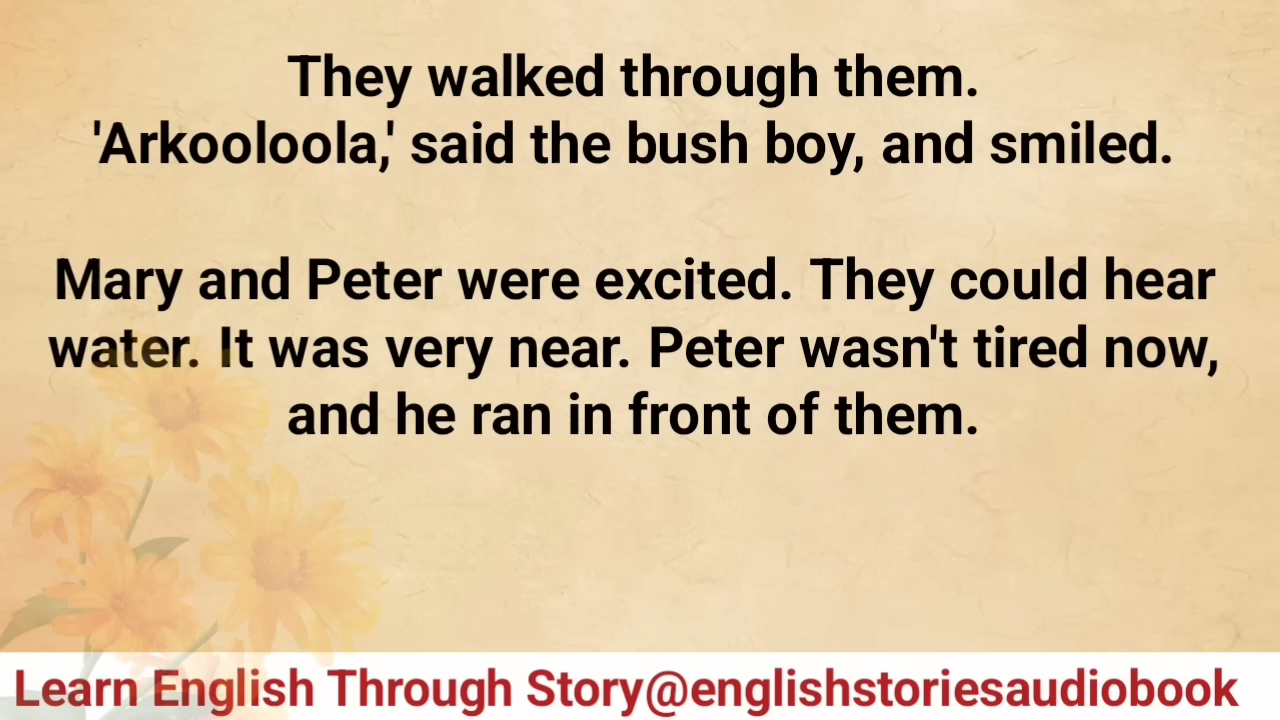 They walked through them.
'Arkooloola,' said the bush boy, and smiled.
Mary and Peter were excited. They could hear
water. It was very near. Peter wasn't tired now,
and he ran in front of them.
Learn English Through Story@englishstoriesaudiobook